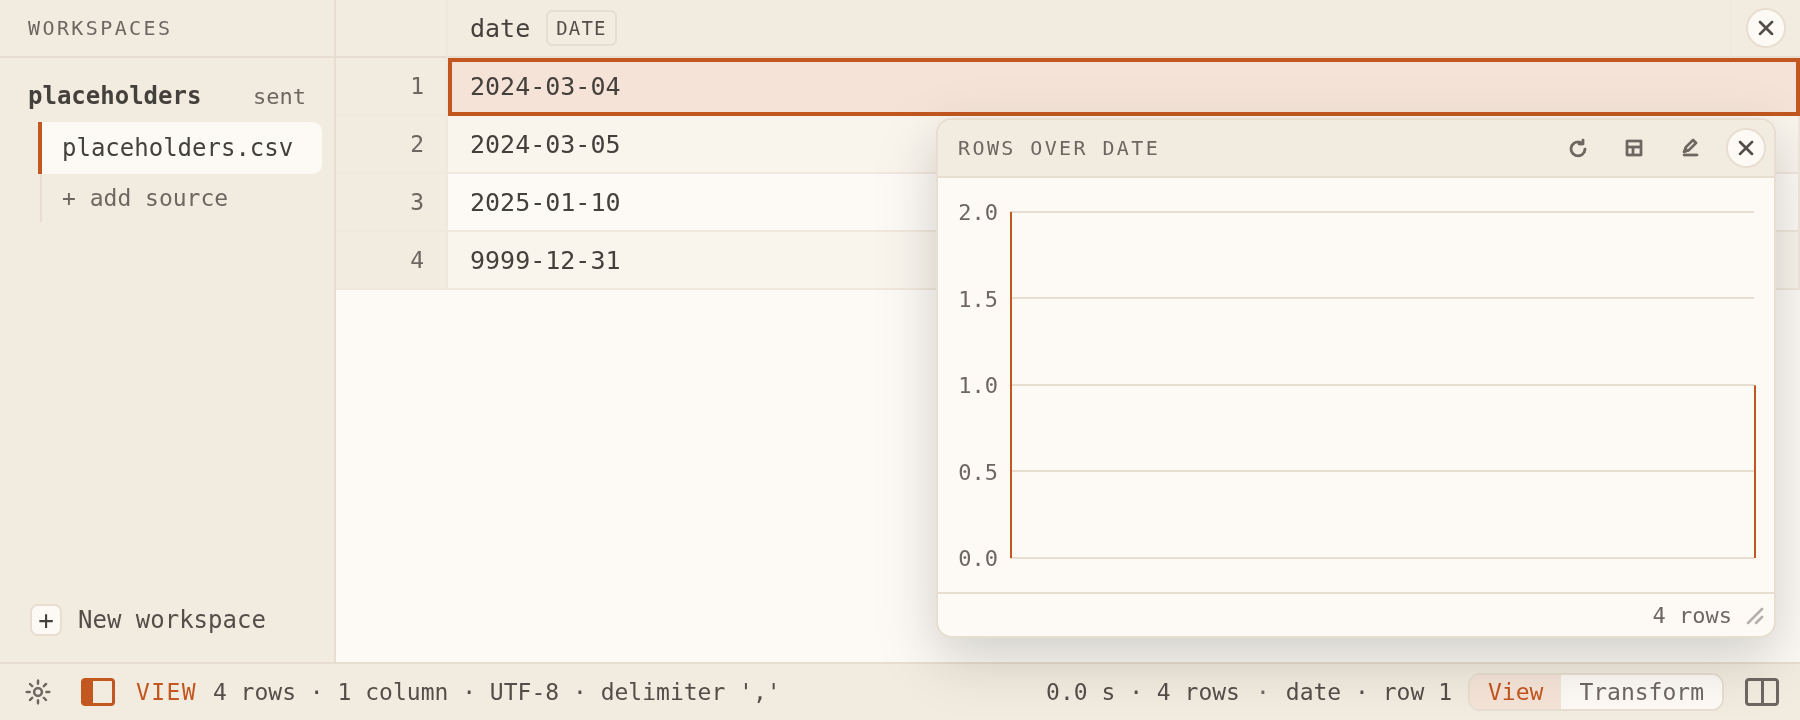 WORKSPACES
placeholders sent
placeholders.csv
+ add source
+ New workspace
date DATE
1 2024-03-04
2 2024-03-05
3 2025-01-10
4 9999-12-31
ROWS OVER DATE
2.0
1.5
1.0
0.5
0.0
4 rows
VIEW 4 rows · 1 column · UTF-8 · delimiter ','
0.0 s · 4 rows · date · row 1 View Transform